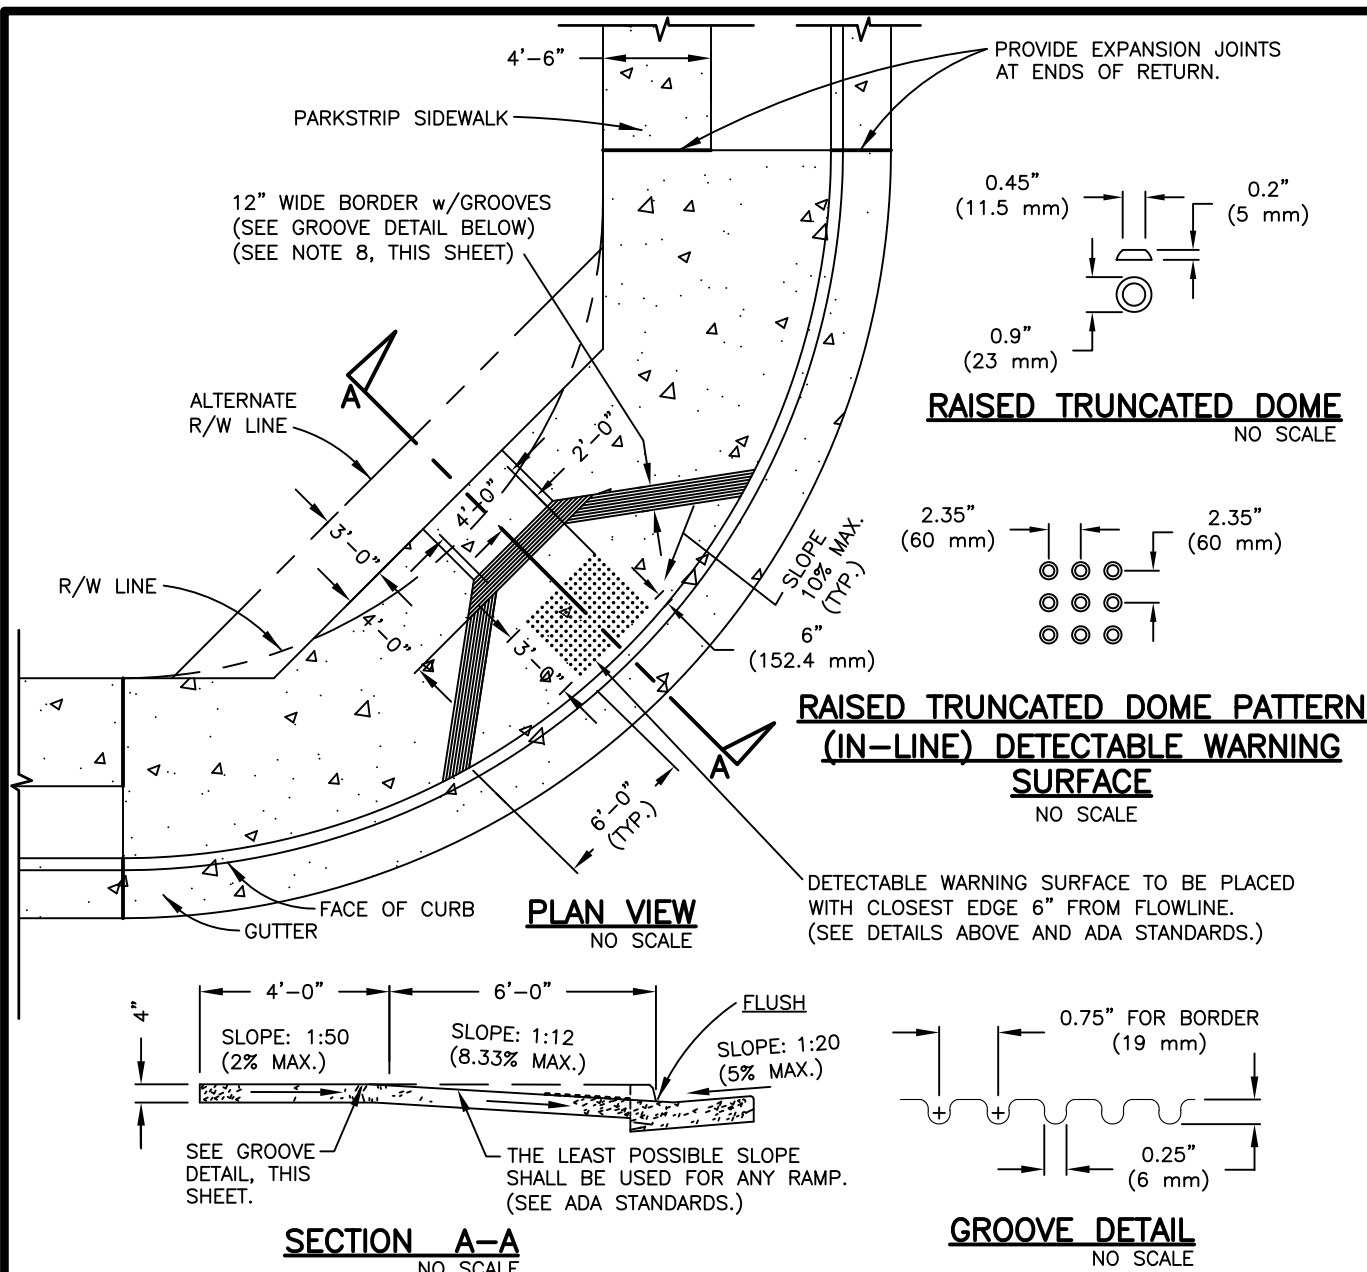 4'-6"
PROVIDE EXPANSION JOINTS
AT ENDS OF RETURN.
PARKSTRIP SIDEWALK
12" WIDE BORDER w/GROOVES
(SEE GROOVE DETAIL BELOW)
(SEE NOTE 8, THIS SHEET)
0.45"
(11.5 mm)
0.2"
(5 mm)
0.9"
(23 mm)
RAISED TRUNCATED DOME
NO SCALE
A
ALTERNATE
R/W LINE
2'-0"
4'-0"
3'-0"
R/W LINE
4'-0"
3'-0"
SLOPE
10% MAX.
(TYP.)
6"
(152.4 mm)
2.35"
(60 mm)
2.35"
(60 mm)
RAISED TRUNCATED DOME PATTERN
(IN-LINE) DETECTABLE WARNING
SURFACE
NO SCALE
A
6'-0"
(TYP.)
DETECTABLE WARNING SURFACE TO BE PLACED
WITH CLOSEST EDGE 6" FROM FLOWLINE.
(SEE DETAILS ABOVE AND ADA STANDARDS.)
FACE OF CURB
GUTTER
PLAN VIEW
NO SCALE
4'-0"
6'-0"
4"
SLOPE: 1:50
(2% MAX.)
SLOPE: 1:12
(8.33% MAX.)
FLUSH
SLOPE: 1:20
(5% MAX.)
SEE GROOVE
DETAIL, THIS
SHEET.
THE LEAST POSSIBLE SLOPE
SHALL BE USED FOR ANY RAMP.
(SEE ADA STANDARDS.)
SECTION A-A
NO SCALE
0.75" FOR BORDER
(19 mm)
0.25"
(6 mm)
GROOVE DETAIL
NO SCALE